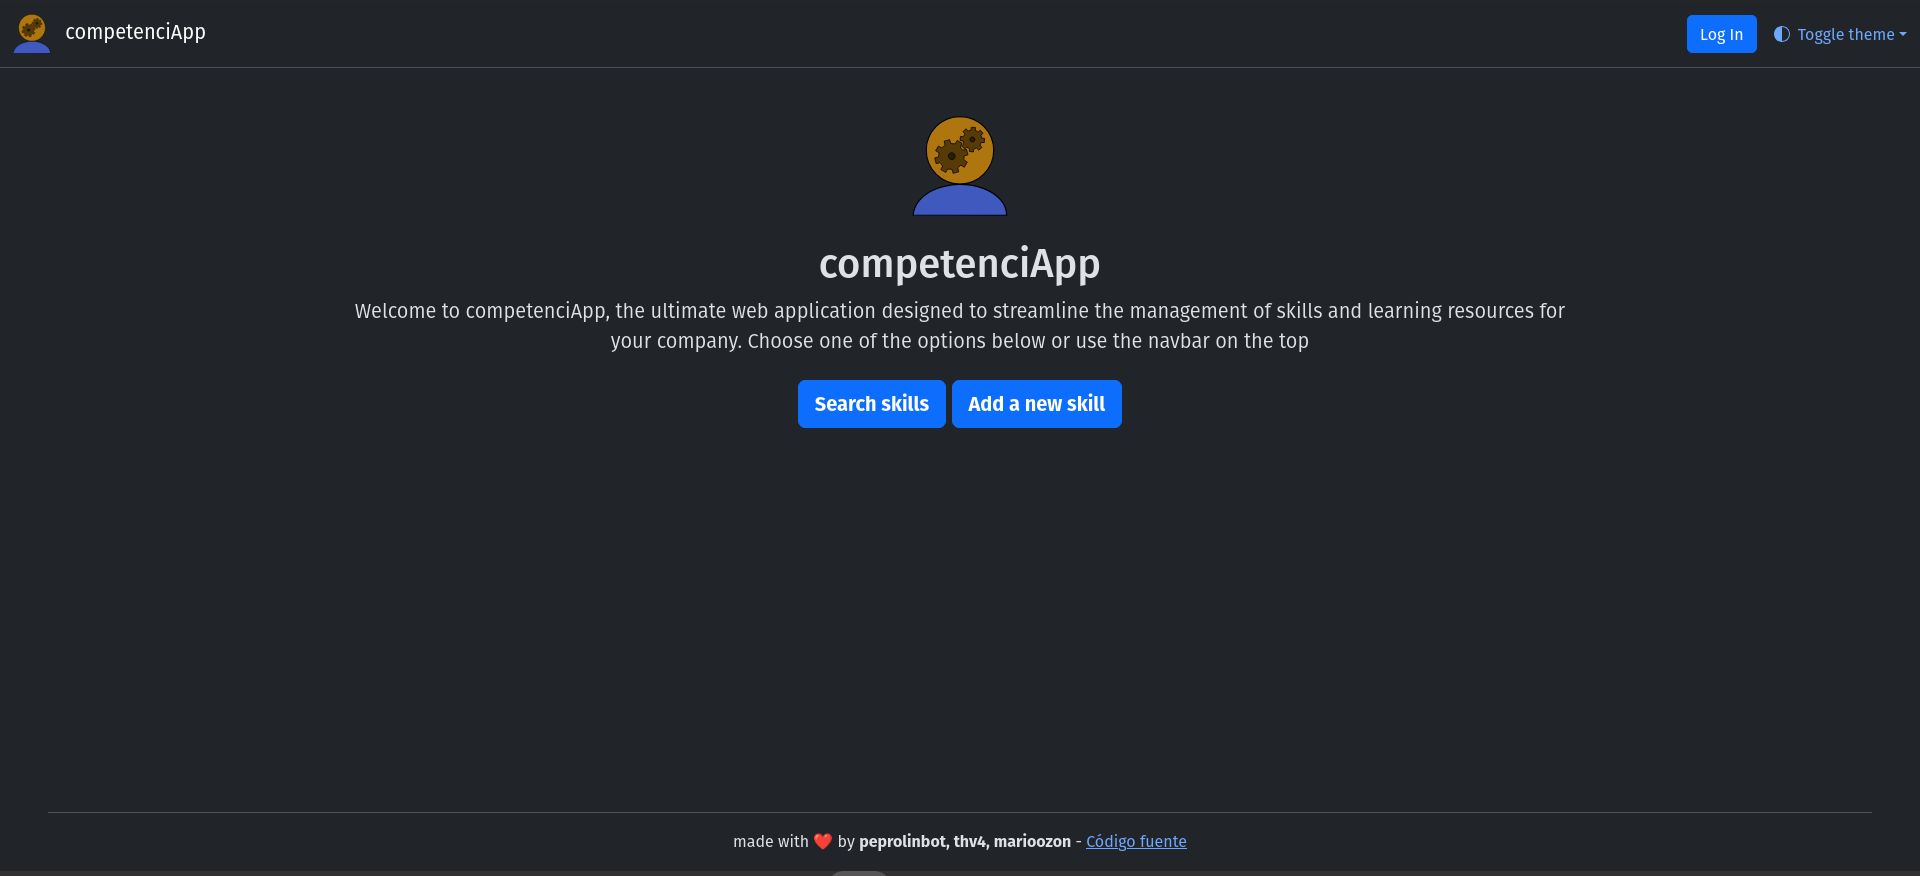 competenciApp
Log In
Toggle theme
competenciApp
Welcome to competenciApp, the ultimate web application designed to streamline the management of skills and learning resources for
your company. Choose one of the options below or use the navbar on the top
Search skills
Add a new skill
made with ❤️ by peprolinbot, thv4, marioozon - Código fuente